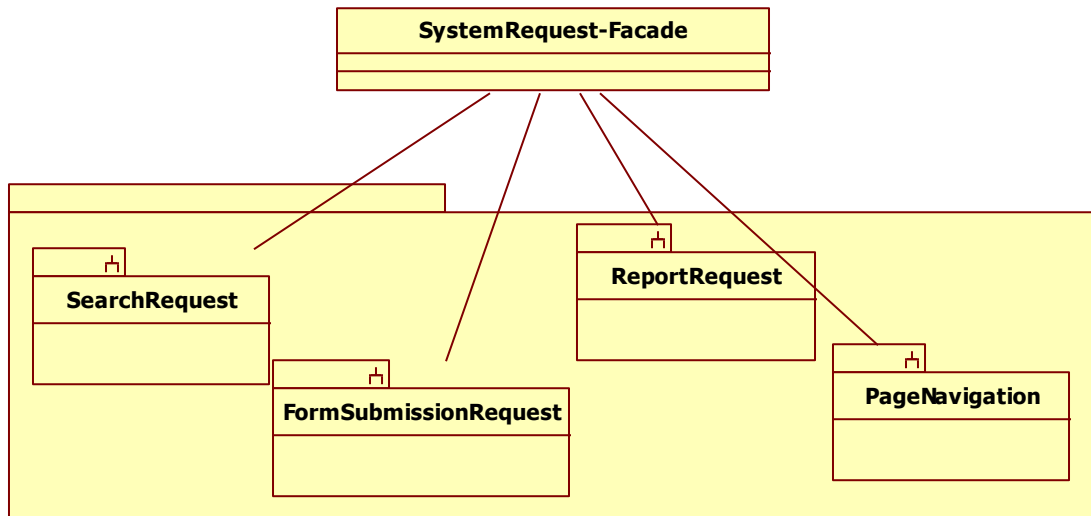 SystemRequest-Facade
SearchRequest
ReportRequest
FormSubmissionRequest
PageNavigation